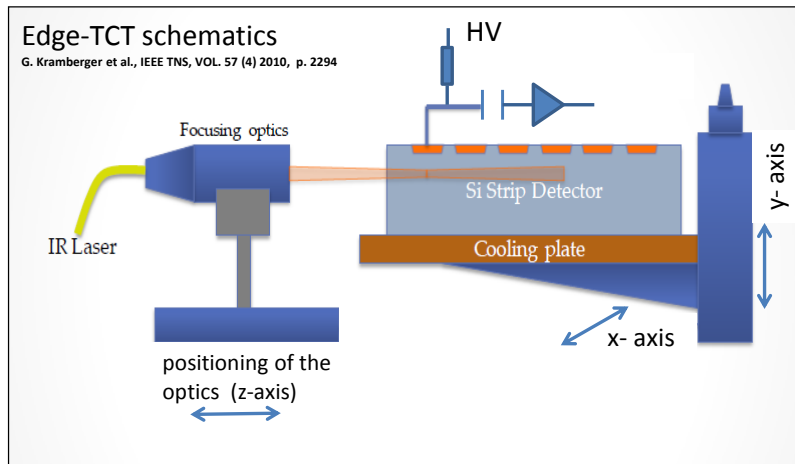 Edge-TCT schematics
G. Kramberger et al., IEEE TNS, VOL. 57 (4) 2010, p. 2294
HV
Focusing optics
Si Strip Detector
IR Laser
Cooling plate
y- axis
x- axis
positioning of the
optics (z-axis)